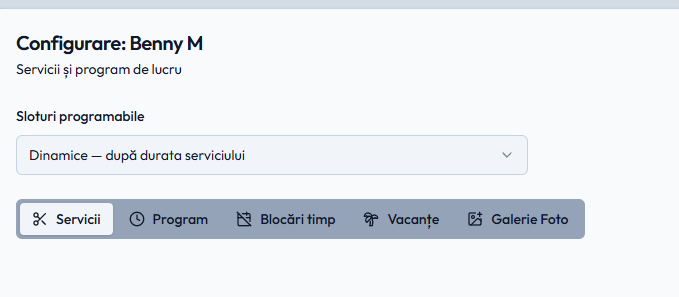 Configurare: Benny M
Servicii și program de lucru
Sloturi programabile
Dinamice — după durata serviciului
Servicii Program Blocări timp Vacanțe Galerie Foto